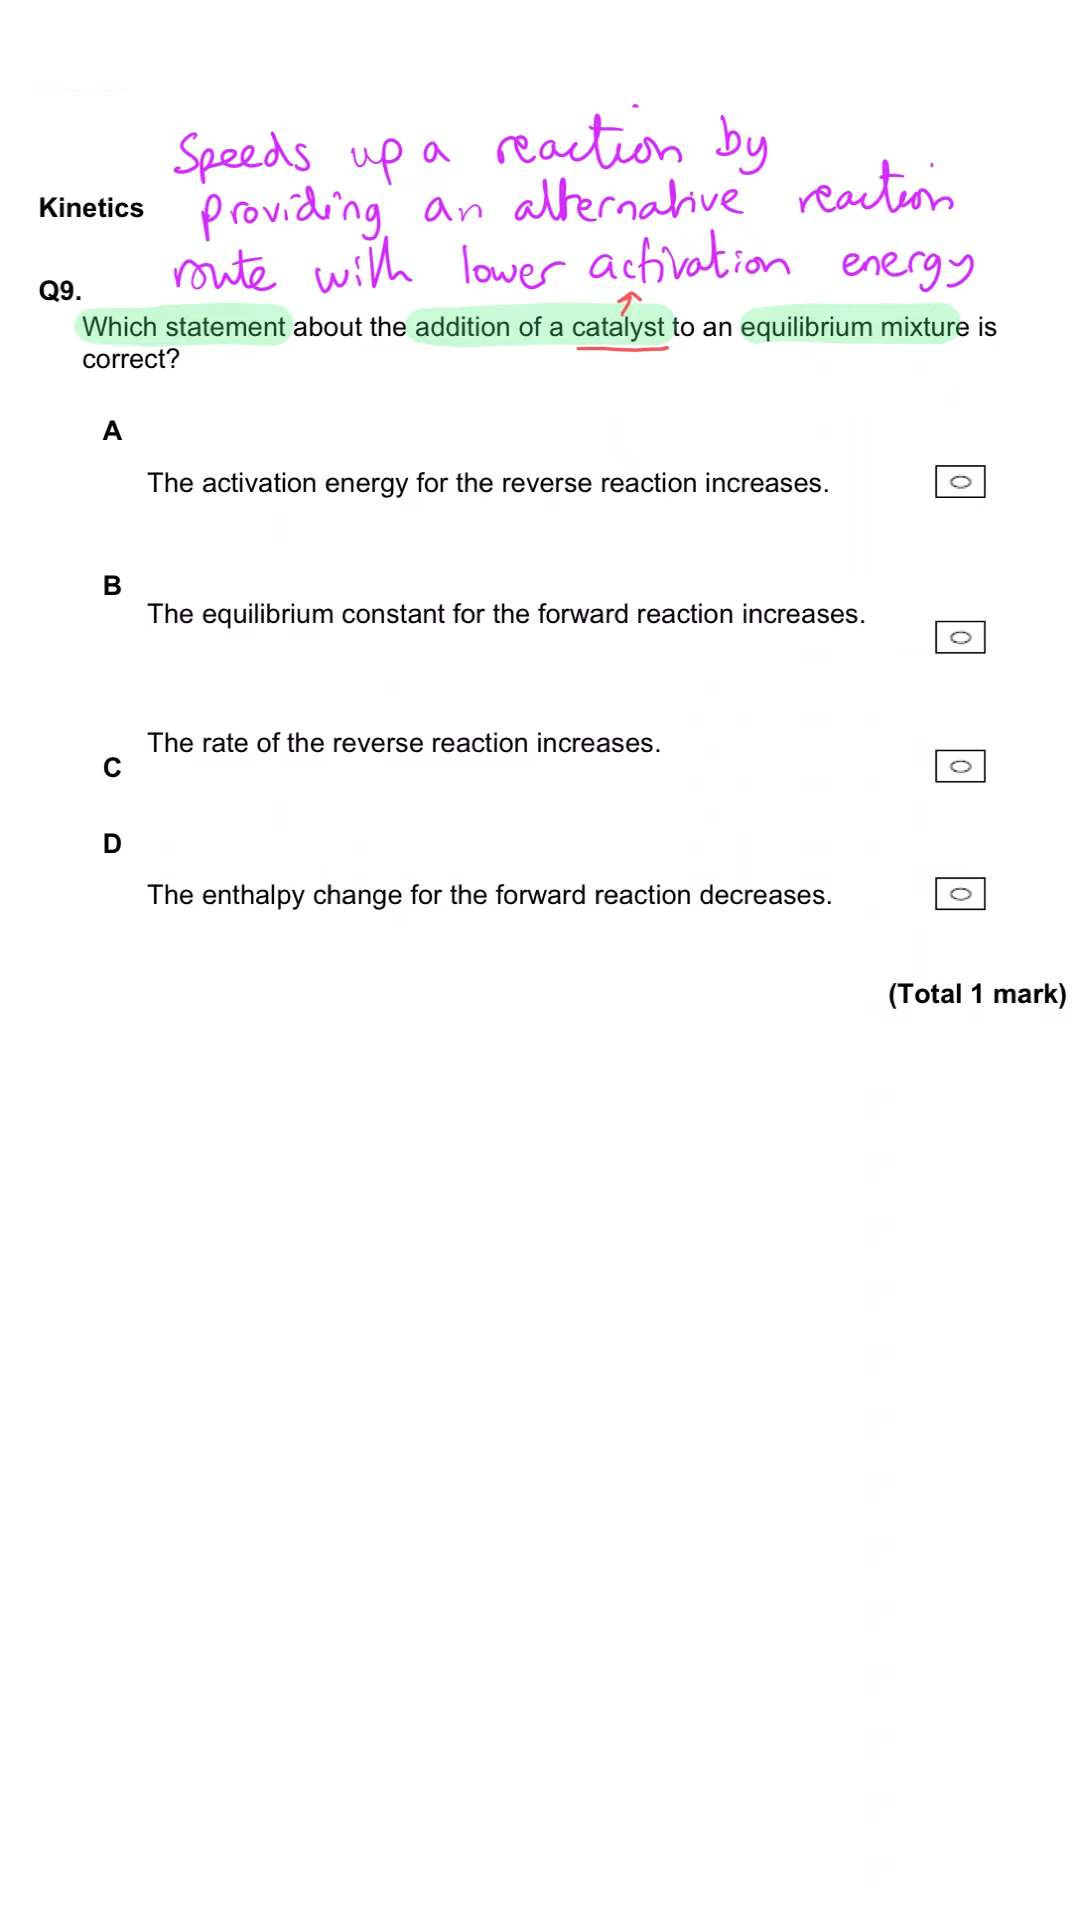 Speeds up a reaction by
Kinetics providing an alternative reaction
route with lower activation energy
Q9.
Which statement about the addition of a catalyst to an equilibrium mixture is
correct?
A
The activation energy for the reverse reaction increases.
B
The equilibrium constant for the forward reaction increases.
The rate of the reverse reaction increases.
C
D
The enthalpy change for the forward reaction decreases.
(Total 1 mark)